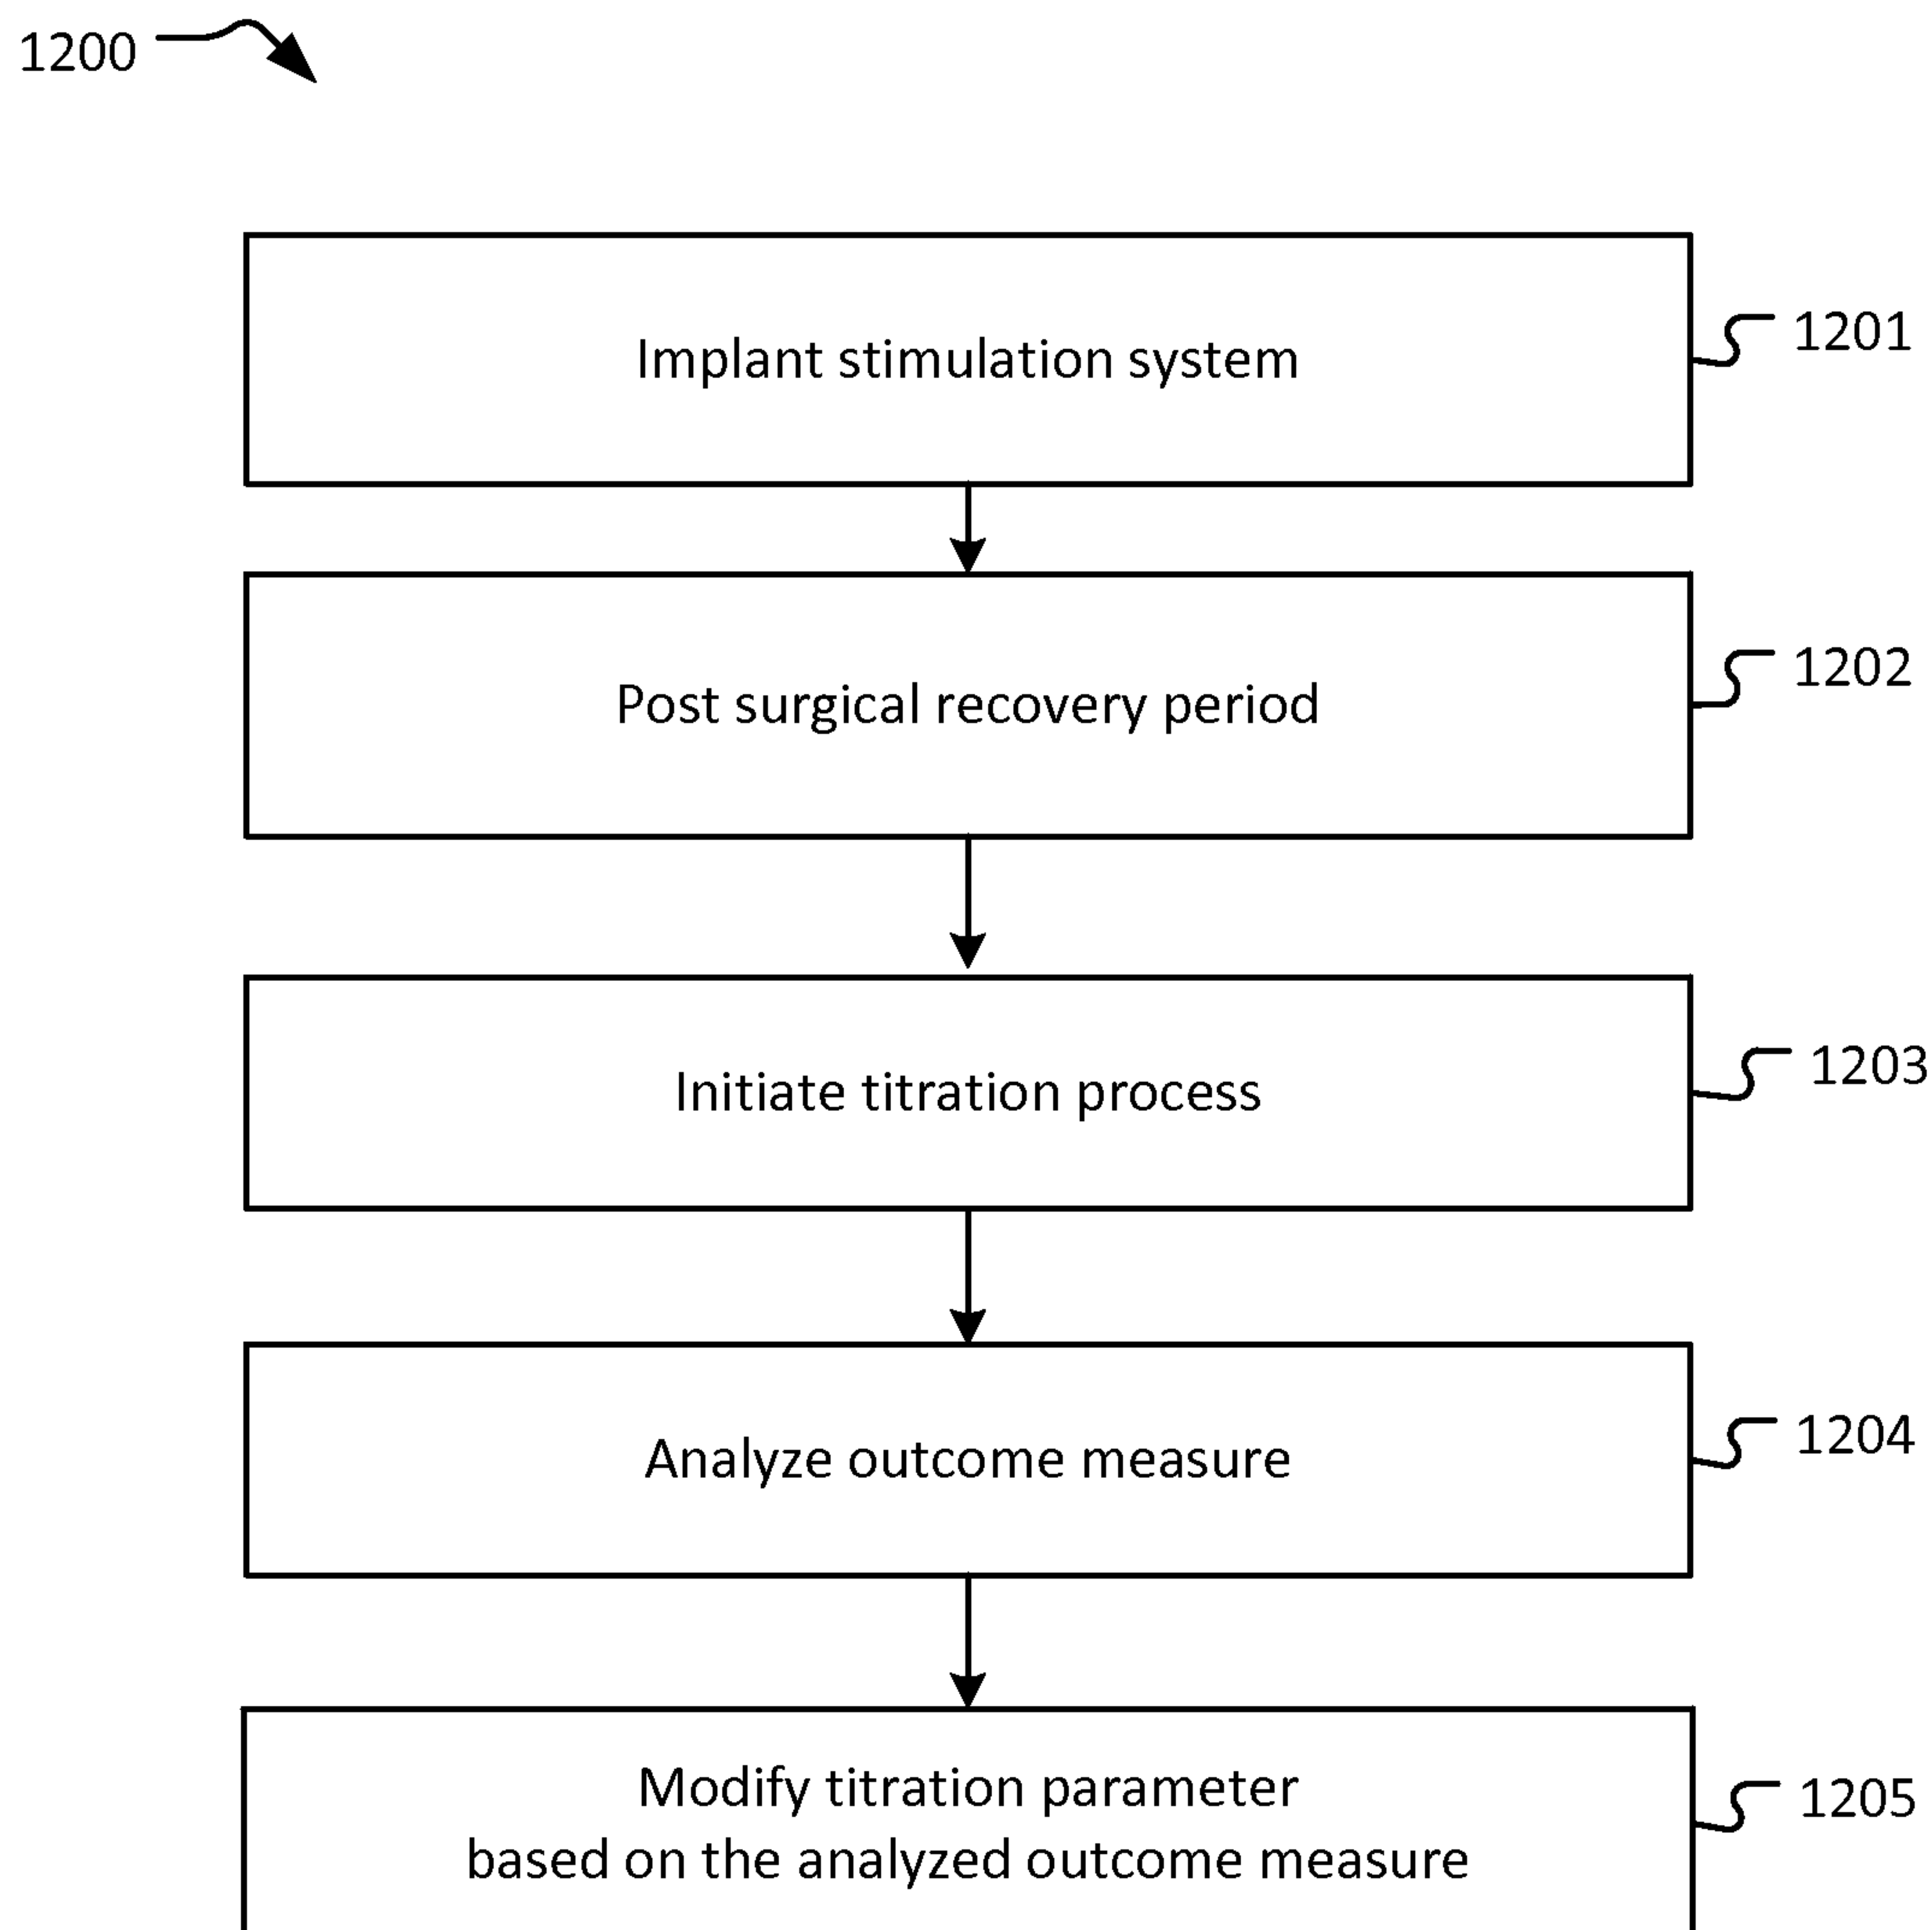 1200
Implant stimulation system
1201
Post surgical recovery period
1202
Initiate titration process
1203
Analyze outcome measure
1204
Modify titration parameter
based on the analyzed outcome measure
1205